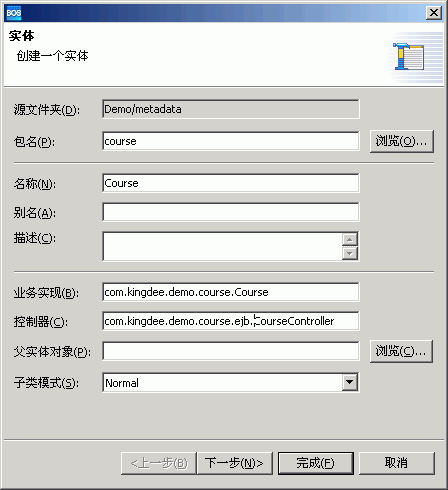 BOS
实体
创建一个实体
源文件夹(D): Demo/metadata
包名(P): course 浏览(O)...
名称(N): Course
别名(A):
描述(C):
业务实现(B): com.kingdee.demo.course.Course
控制器(C): com.kingdee.demo.course.ejb.CourseController
父实体对象(P): 浏览(C)...
子类模式(S): Normal
<上一步(B) 下一步(N)> 完成(F) 取消